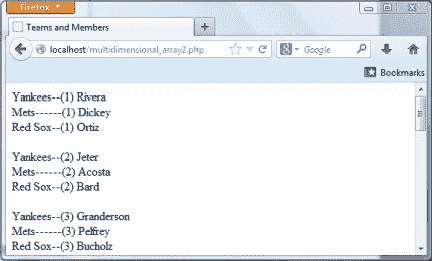 Firefox
Teams and Members
localhost/multidimensional_array2.php
Google
Bookmarks
Yankees--(1) Rivera
Mets------(1) Dickey
Red Sox--(1) Ortiz
Yankees--(2) Jeter
Mets------(2) Acosta
Red Sox--(2) Bard
Yankees--(3) Granderson
Mets------(3) Pelfrey
Red Sox--(3) Bucholz